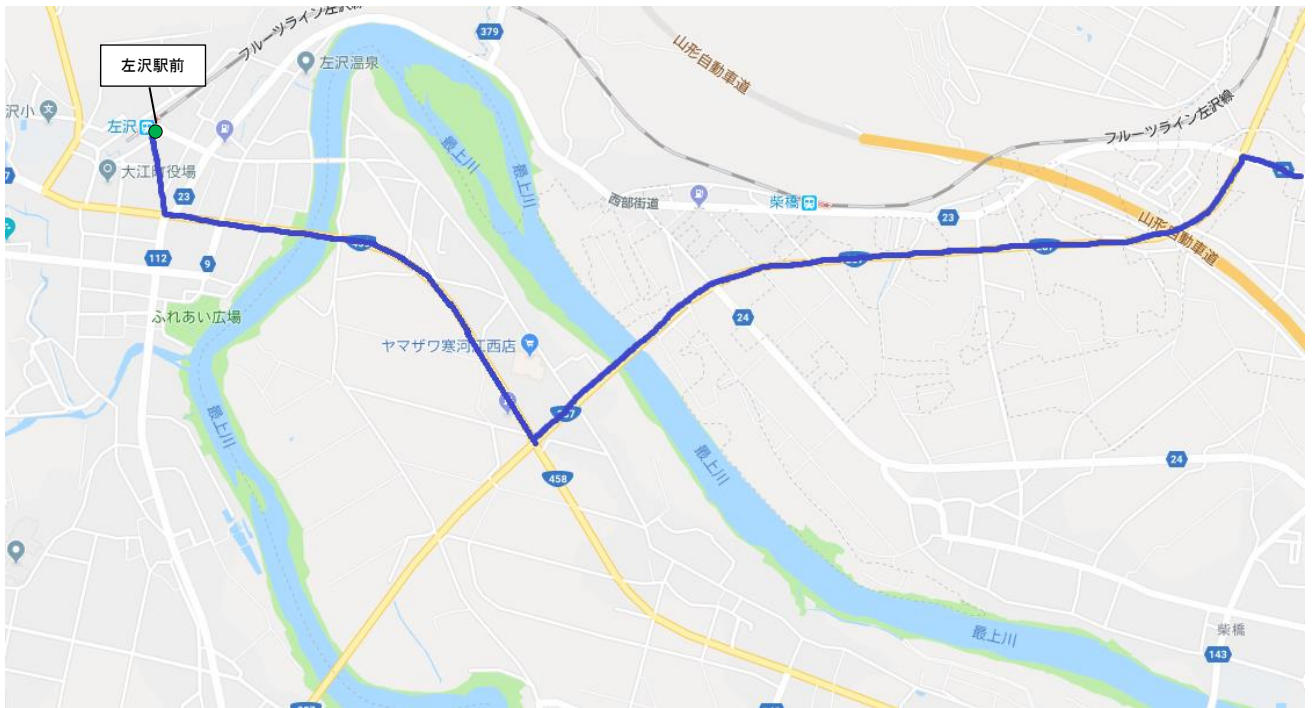 379
フルーツライン左沢線
山形自動車道
左沢駅前
左沢温泉
沢小
左沢
フルーツライン左沢線
最上川
最上川
大江町役場
7
23
西部街道
柴橋
23
山形自動車道
112
9
24
ふれあい広場
ヤマザワ寒河江西店
最上川
最上川
24
458
最上川
柴橋
143